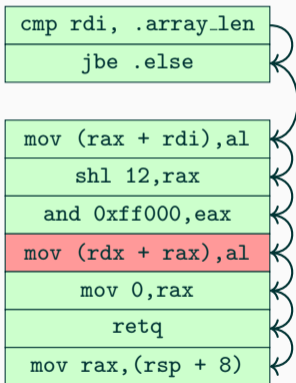 cmp rdi, .array_len
jbe .else
mov (rax + rdi),al
shl 12,rax
and 0xff000,eax
mov (rdx + rax),al
mov 0,rax
retq
mov rax,(rsp + 8)